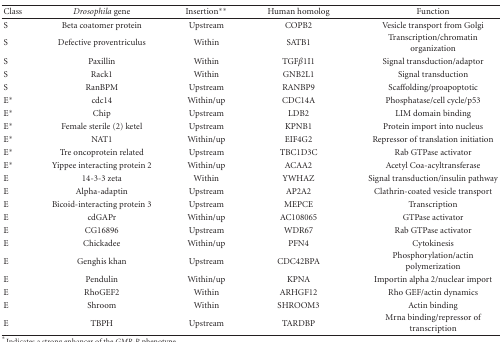 Class Drosophila gene Insertion** Human homolog Function
S Beta coatomer protein Upstream COPB2 Vesicle transport from Golgi
S Defective proventriculus Within SATB1 Transcription/chromatin organization
S Paxillin Within TGFβ1I1 Signal transduction/adaptor
S Rack1 Within GNB2L1 Signal transduction
S RanBPM Upstream RANBP9 Scaffolding/proapoptotic
E* cdc14 Within/up CDC14A Phosphatase/cell cycle/p53
E* Chip Upstream LDB2 LIM domain binding
E* Female sterile (2) ketel Upstream KPNB1 Protein import into nucleus
E* NAT1 Within/up EIF4G2 Repressor of translation initiation
E* Tre oncoprotein related Upstream TBC1D3C Rab GTPase activator
E* Yippee interacting protein 2 Within/up ACAA2 Acetyl Coa-acyltransferase
E 14-3-3 zeta Within YWHAZ Signal transduction/insulin pathway
E Alpha-adaptin Upstream AP2A2 Clathrin-coated vesicle transport
E Bicoid-interacting protein 3 Upstream MEPCE Transcription
E cdGAPr Within/up AC108065 GTPase activator
E CG16896 Upstream WDR67 Rab GTPase activator
E Chickadee Within/up PFN4 Cytokinesis
E Genghis khan Upstream CDC42BPA Phosphorylation/actin polymerization
E Pendulin Within/up KPNA Importin alpha 2/nuclear import
E RhoGEF2 Within ARHGF12 Rho GEF/actin dynamics
E Shroom Within SHROOM3 Actin binding
E TBPH Upstream TARDBP Mrna binding/repressor of transcription
* Indicates a strong enhancer of the GMR-R phenotype